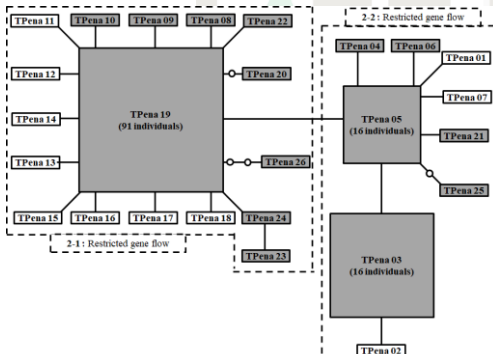 TPena 11
TPena 10
TPena 09
TPena 08
TPena 22
2-2 : Restricted gene flow
TPena 04
TPena 06
TPena 01
TPena 12
TPena 20
TPena 07
TPena 19
(91 individuals)
TPena 14
TPena 05
(16 individuals)
TPena 21
TPena 13
TPena 26
TPena 25
TPena 15
TPena 16
TPena 17
TPena 18
TPena 24
2-1 : Restricted gene flow
TPena 23
TPena 03
(16 individuals)
TPena 02